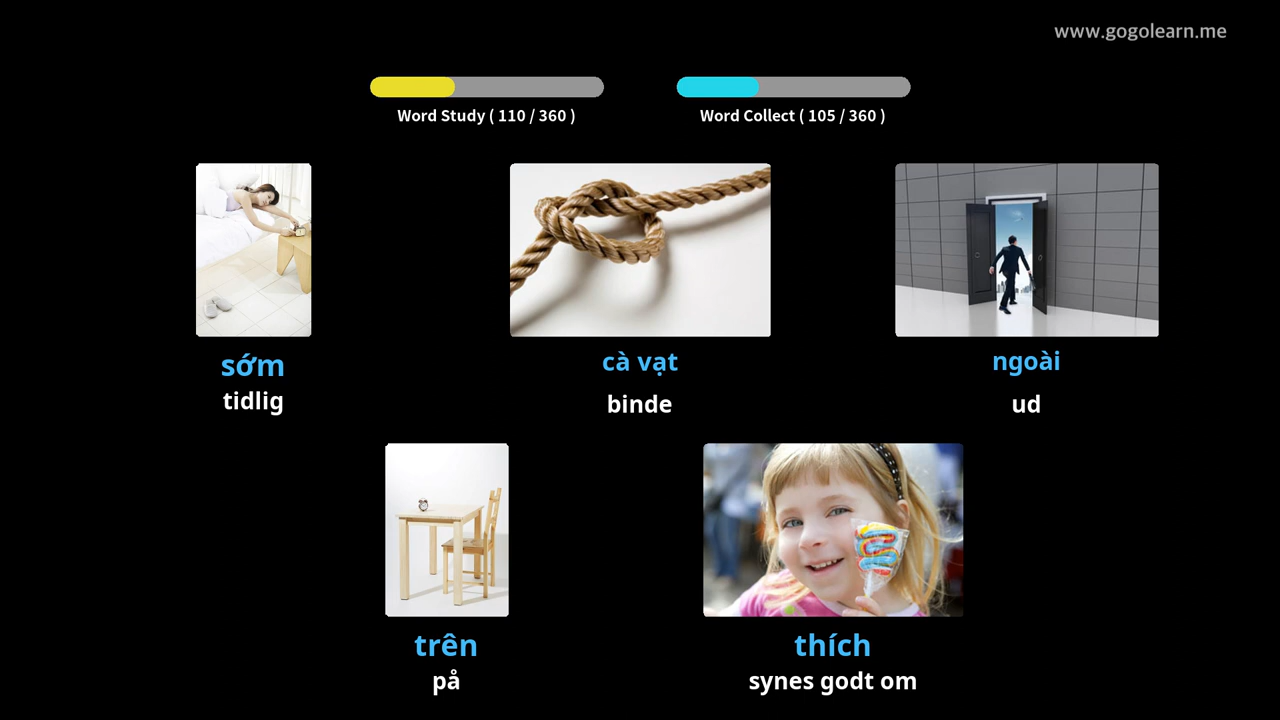 www.gogolearn.me
Word Study ( 110 / 360 )
Word Collect ( 105 / 360 )
sớm
tidlig
cà vạt
binde
ngoài
ud
trên
på
thích
synes godt om